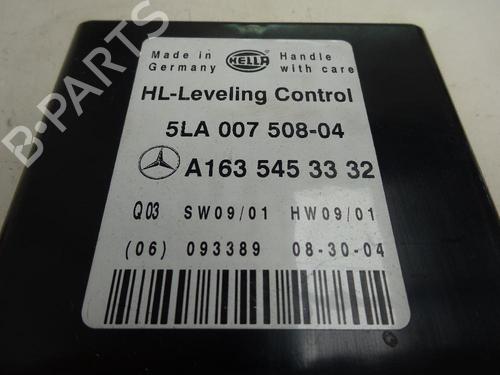 Made in HELLA Handle
Germany with care
HL-Leveling Control
5LA 007 508-04
A163 545 33 32
Q03 SW09/01 HW09/01
(06) 093389 08-30-04